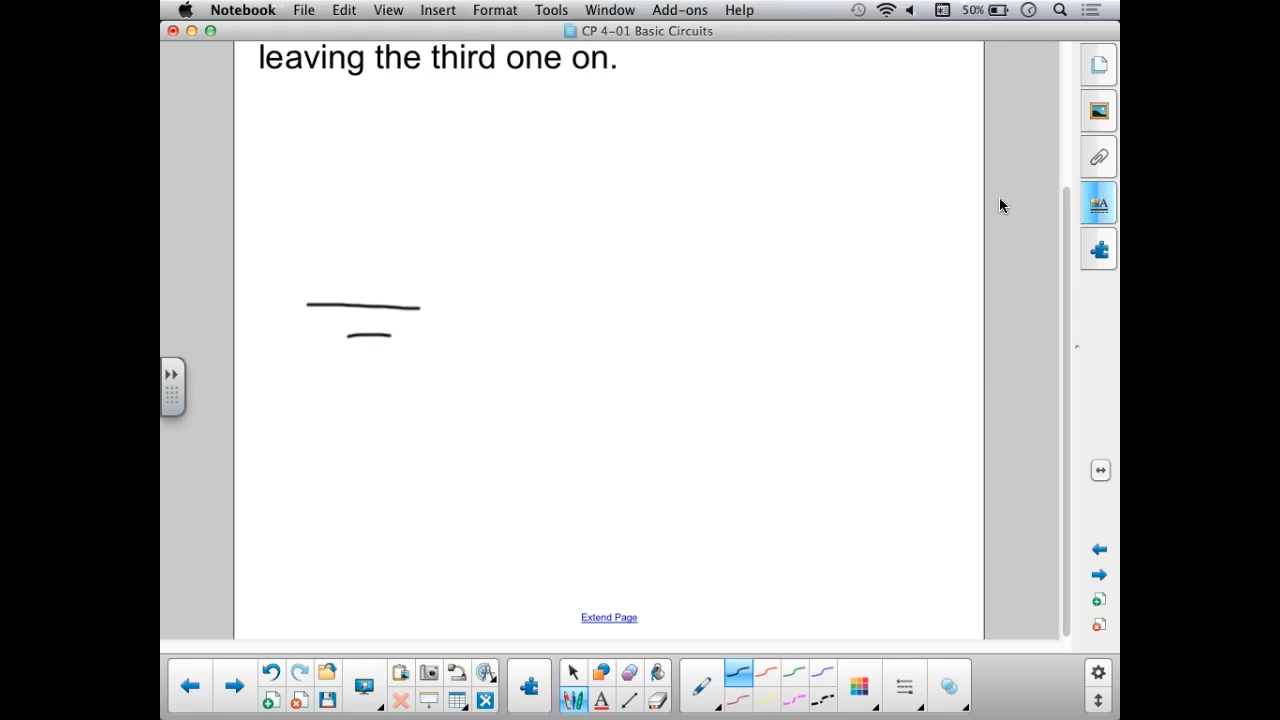 Notebook File Edit View Insert Format Tools Window Add-ons Help 50%
CP 4-01 Basic Circuits
leaving the third one on.
Extend Page